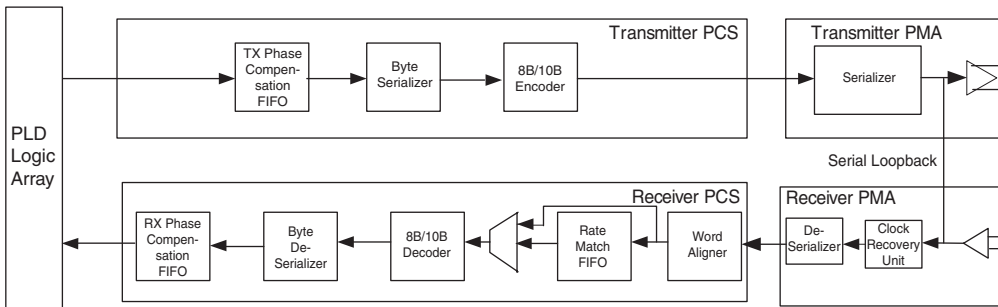 Transmitter PCS
Transmitter PMA
TX Phase
Compen-
sation
FIFO
Byte
Serializer
8B/10B
Encoder
Serializer
PLD
Logic
Array
Serial Loopback
Receiver PCS
Receiver PMA
RX Phase
Compen-
sation
FIFO
Byte
De-
Serializer
8B/10B
Decoder
Rate
Match
FIFO
Word
Aligner
De-
Serializer
Clock
Recovery
Unit